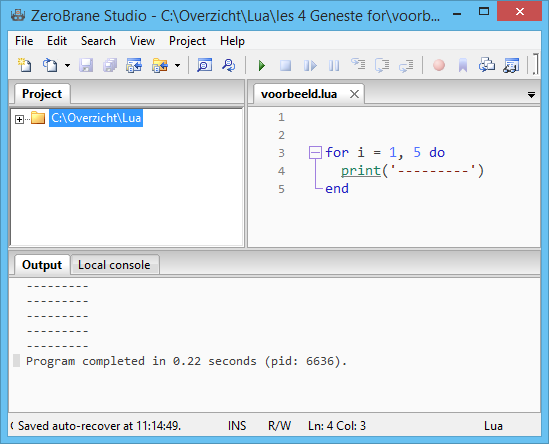 ZeroBrane Studio - C:\Overzicht\Lua\les 4 Geneste for\voorb...
File Edit Search View Project Help
Project
C:\Overzicht\Lua
voorbeeld.lua
1
2
3 for i = 1, 5 do
4 print('---------')
5 end
Output Local console
---------
---------
---------
---------
---------
Program completed in 0.22 seconds (pid: 6636).
Saved auto-recover at 11:14:49. INS R/W Ln: 4 Col: 3 Lua